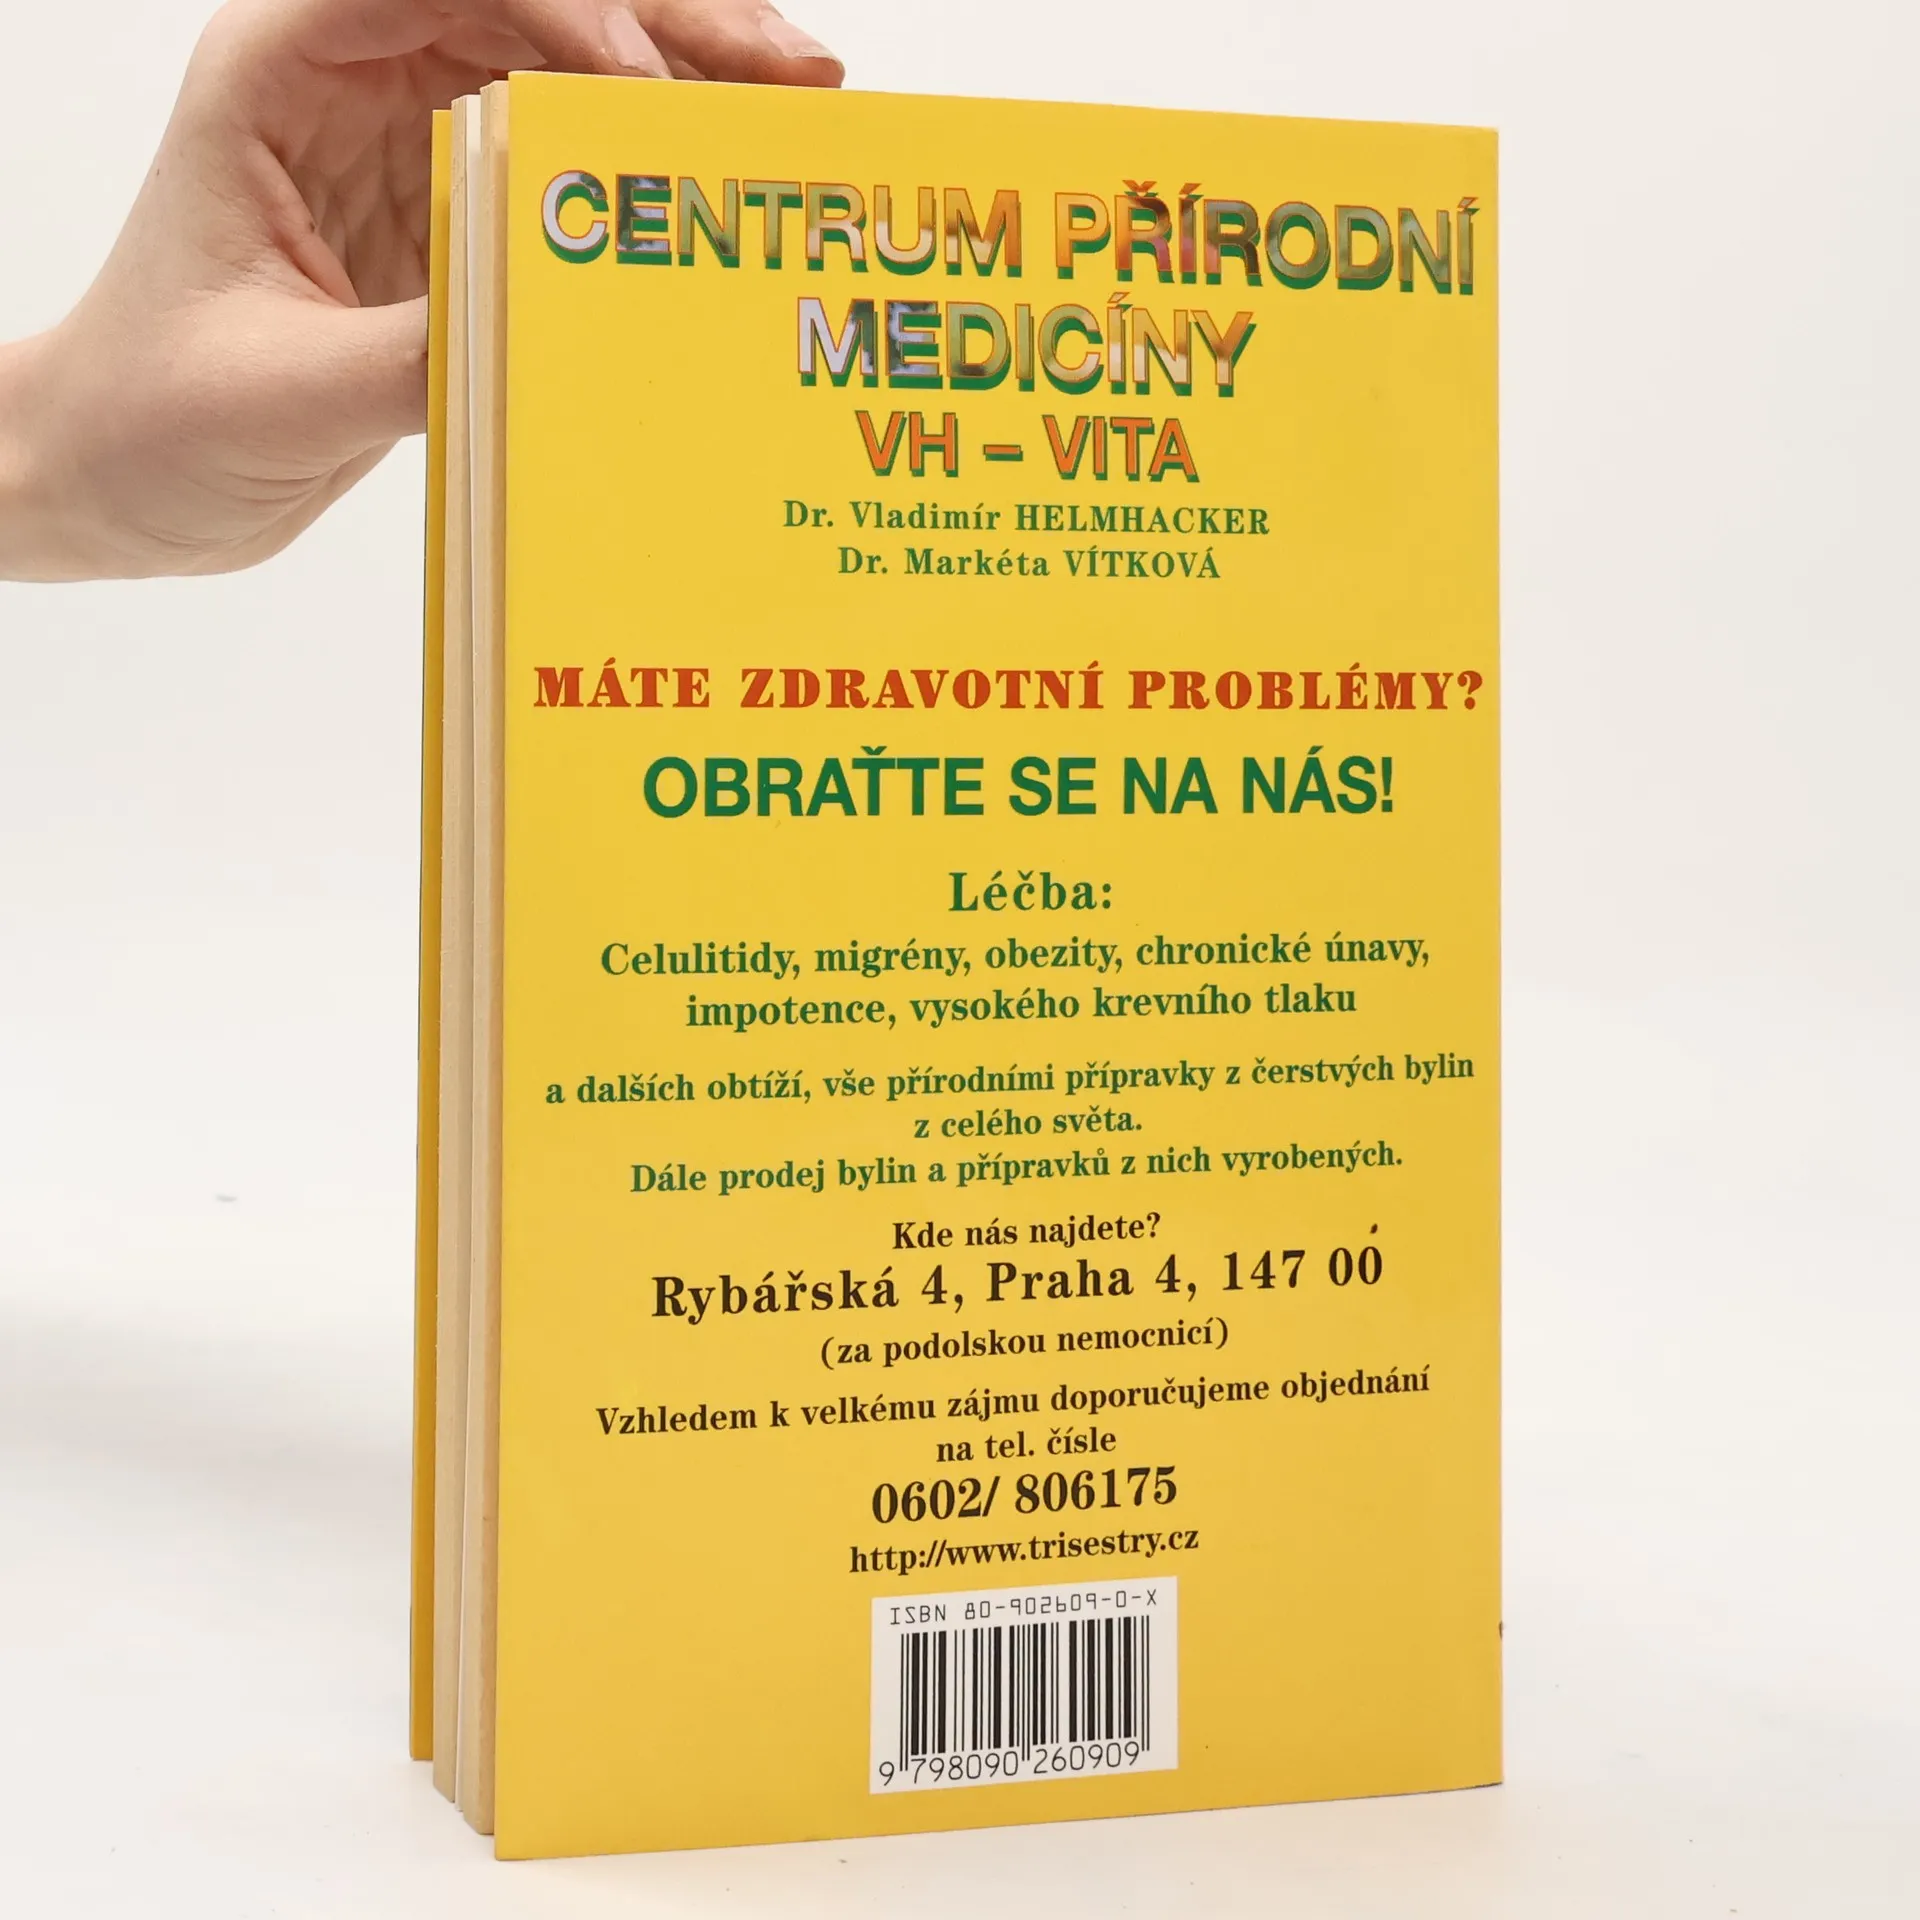 CENTRUM PŘÍRODNÍ
MEDICÍNY
VH – VITA
Dr. Vladimír HELMHACKER
Dr. Markéta VÍTKOVÁ
MÁTE ZDRAVOTNÍ PROBLÉMY?
OBRAŤTE SE NA NÁS!
Léčba:
Celulitidy, migrény, obezity, chronické únavy,
impotence, vysokého krevního tlaku
a dalších obtíží, vše přírodními přípravky z čerstvých bylin
z celého světa.
Dále prodej bylin a přípravků z nich vyrobených.
Kde nás najdete?
Rybářská 4, Praha 4, 147 00
(za podolskou nemocnicí)
Vzhledem k velkému zájmu doporučujeme objednání
na tel. čísle
0602/ 806175
http://www.trisestry.cz
ISBN 80-902609-0-X
9 798090 260909